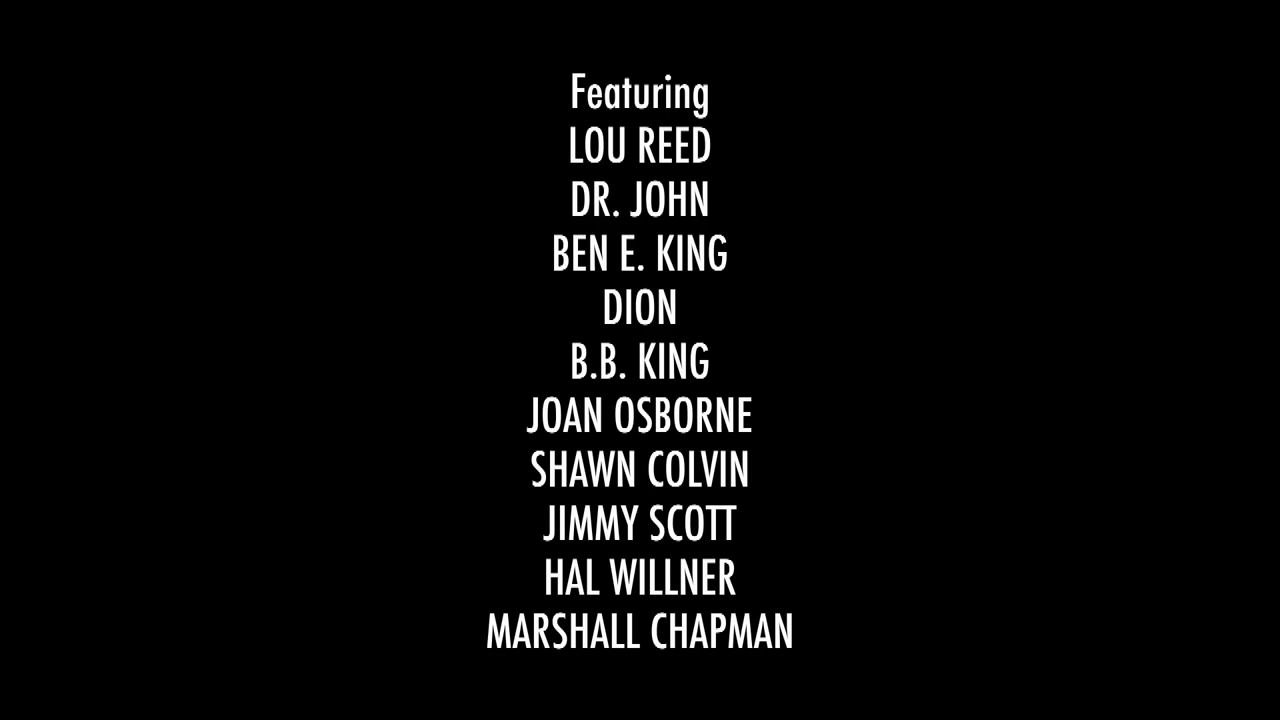 Featuring
LOU REED
DR. JOHN
BEN E. KING
DION
B.B. KING
JOAN OSBORNE
SHAWN COLVIN
JIMMY SCOTT
HAL WILLNER
MARSHALL CHAPMAN